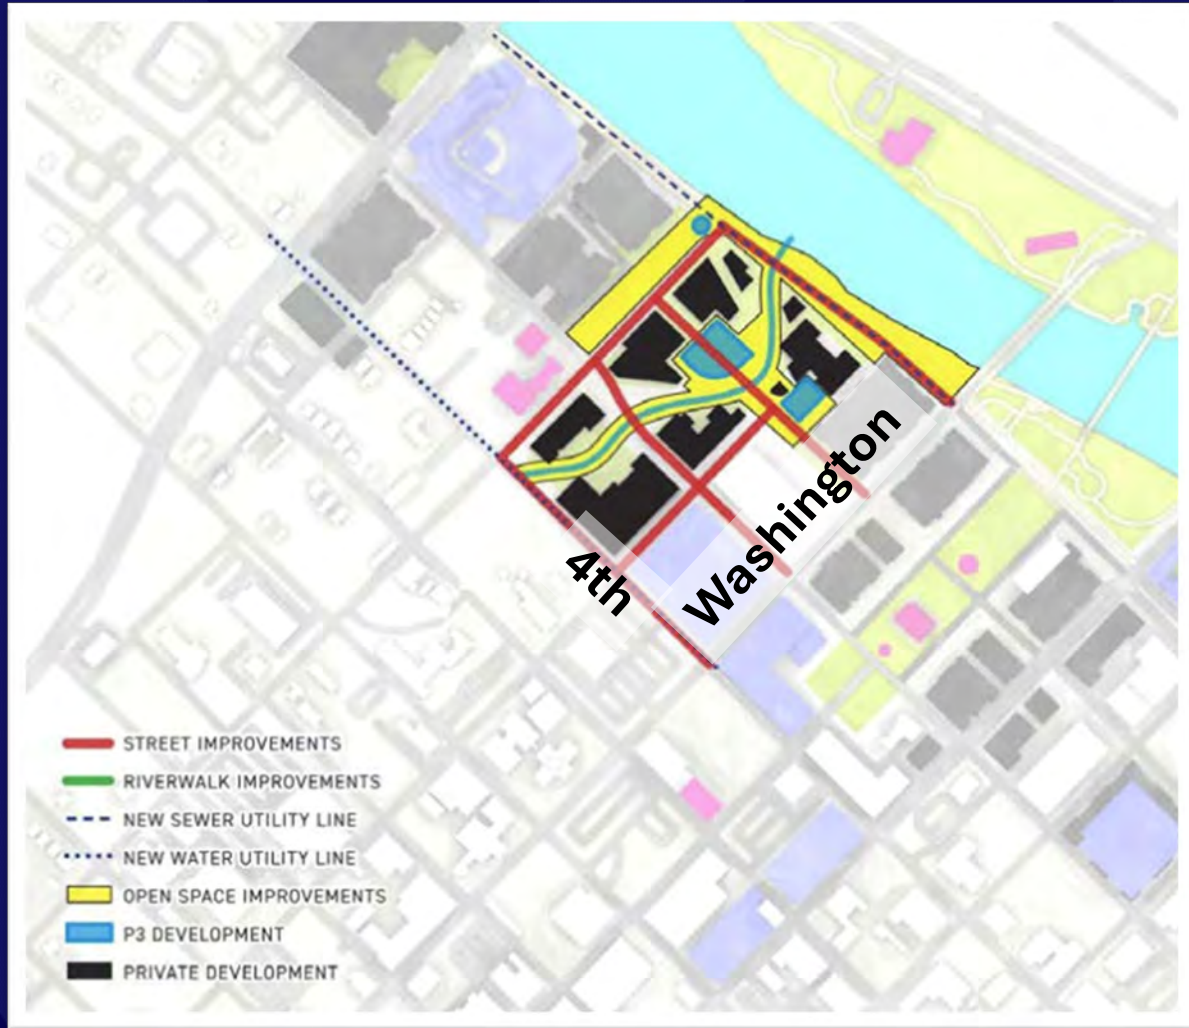 4th
Washington
STREET IMPROVEMENTS
RIVERWALK IMPROVEMENTS
NEW SEWER UTILITY LINE
NEW WATER UTILITY LINE
OPEN SPACE IMPROVEMENTS
P3 DEVELOPMENT
PRIVATE DEVELOPMENT